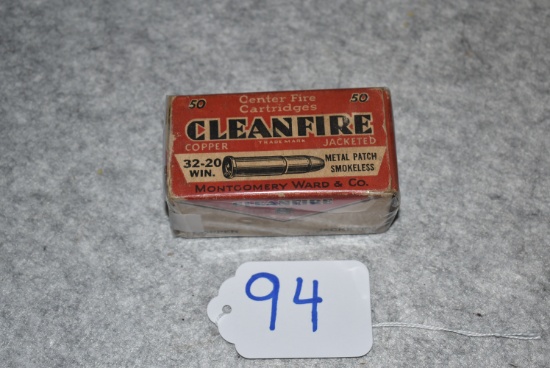 50 Center Fire 50
Cartridges
CLEANFIRE
COPPER TRADE MARK JACKETED
32-20 METAL PATCH
WIN. SMOKELESS
MONTGOMERY WARD & CO.
94